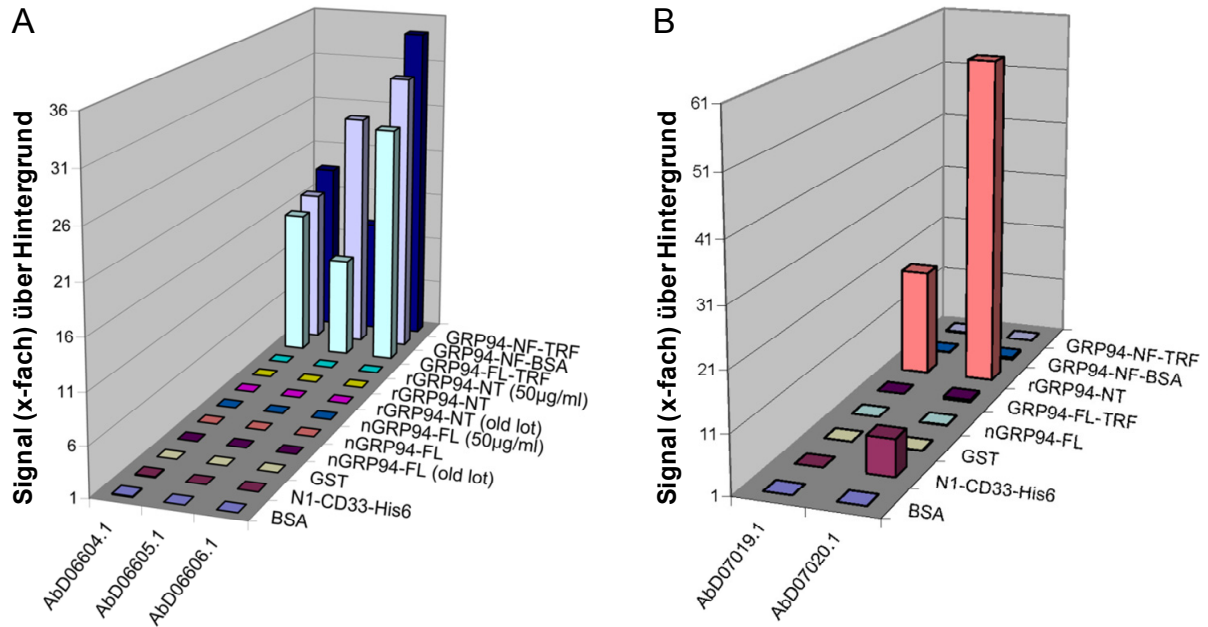 A
Signal (x-fach) über Hintergrund
36
31
26
21
16
11
6
1
GRP94-NF-TRF
GRP94-NF-BSA
GRP94-FL-TRF
rGRP94-NT (50µg/ml)
rGRP94-NT
rGRP94-NT (old lot)
nGRP94-FL (50µg/ml)
nGRP94-FL
nGRP94-FL (old lot)
GST
N1-CD33-His6
BSA
AbD06604.1
AbD06605.1
AbD06606.1
B
Signal (x-fach) über Hintergrund
61
51
41
31
21
11
1
GRP94-NF-TRF
GRP94-NF-BSA
rGRP94-NT
GRP94-FL-TRF
nGRP94-FL
GST
N1-CD33-His6
BSA
AbD07019.1
AbD07020.1